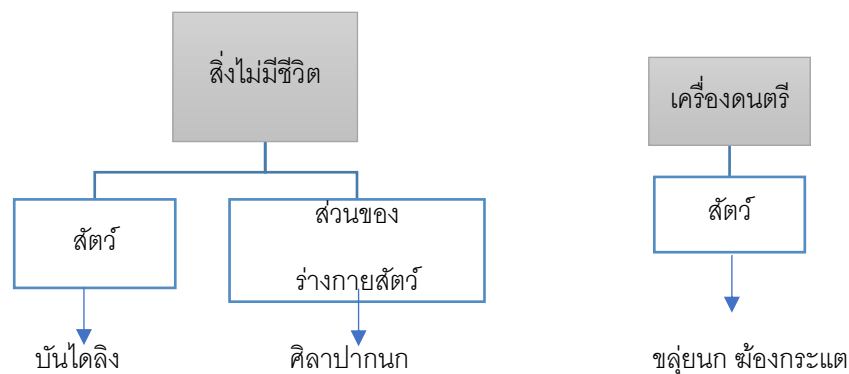 สิ่งไม่มีชีวิต
เครื่องดนตรี
สัตว์
ส่วนของ
ร่างกายสัตว์
สัตว์
บันไดลิง
ศิลาปากนก
ขลุ่ยนก ฆ้องกระแต